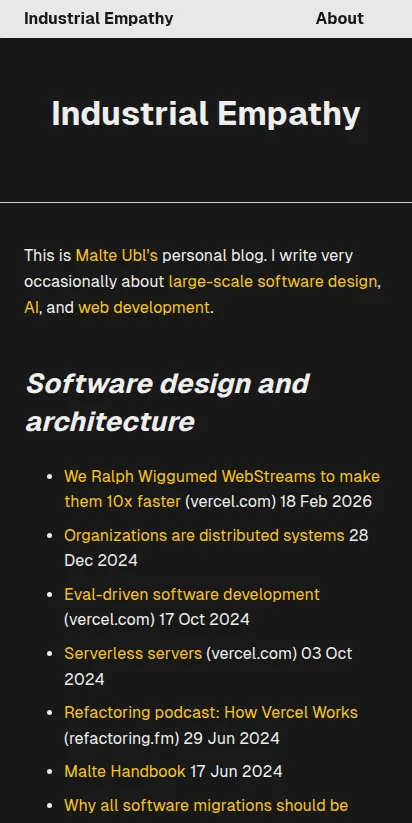 Industrial Empathy About
Industrial Empathy
This is Malte Ubl's personal blog. I write very
occasionally about large-scale software design,
AI, and web development.
Software design and
architecture
We Ralph Wiggumed WebStreams to make
them 10x faster (vercel.com) 18 Feb 2026
Organizations are distributed systems 28
Dec 2024
Eval-driven software development
(vercel.com) 17 Oct 2024
Serverless servers (vercel.com) 03 Oct
2024
Refactoring podcast: How Vercel Works
(refactoring.fm) 29 Jun 2024
Malte Handbook 17 Jun 2024
Why all software migrations should be